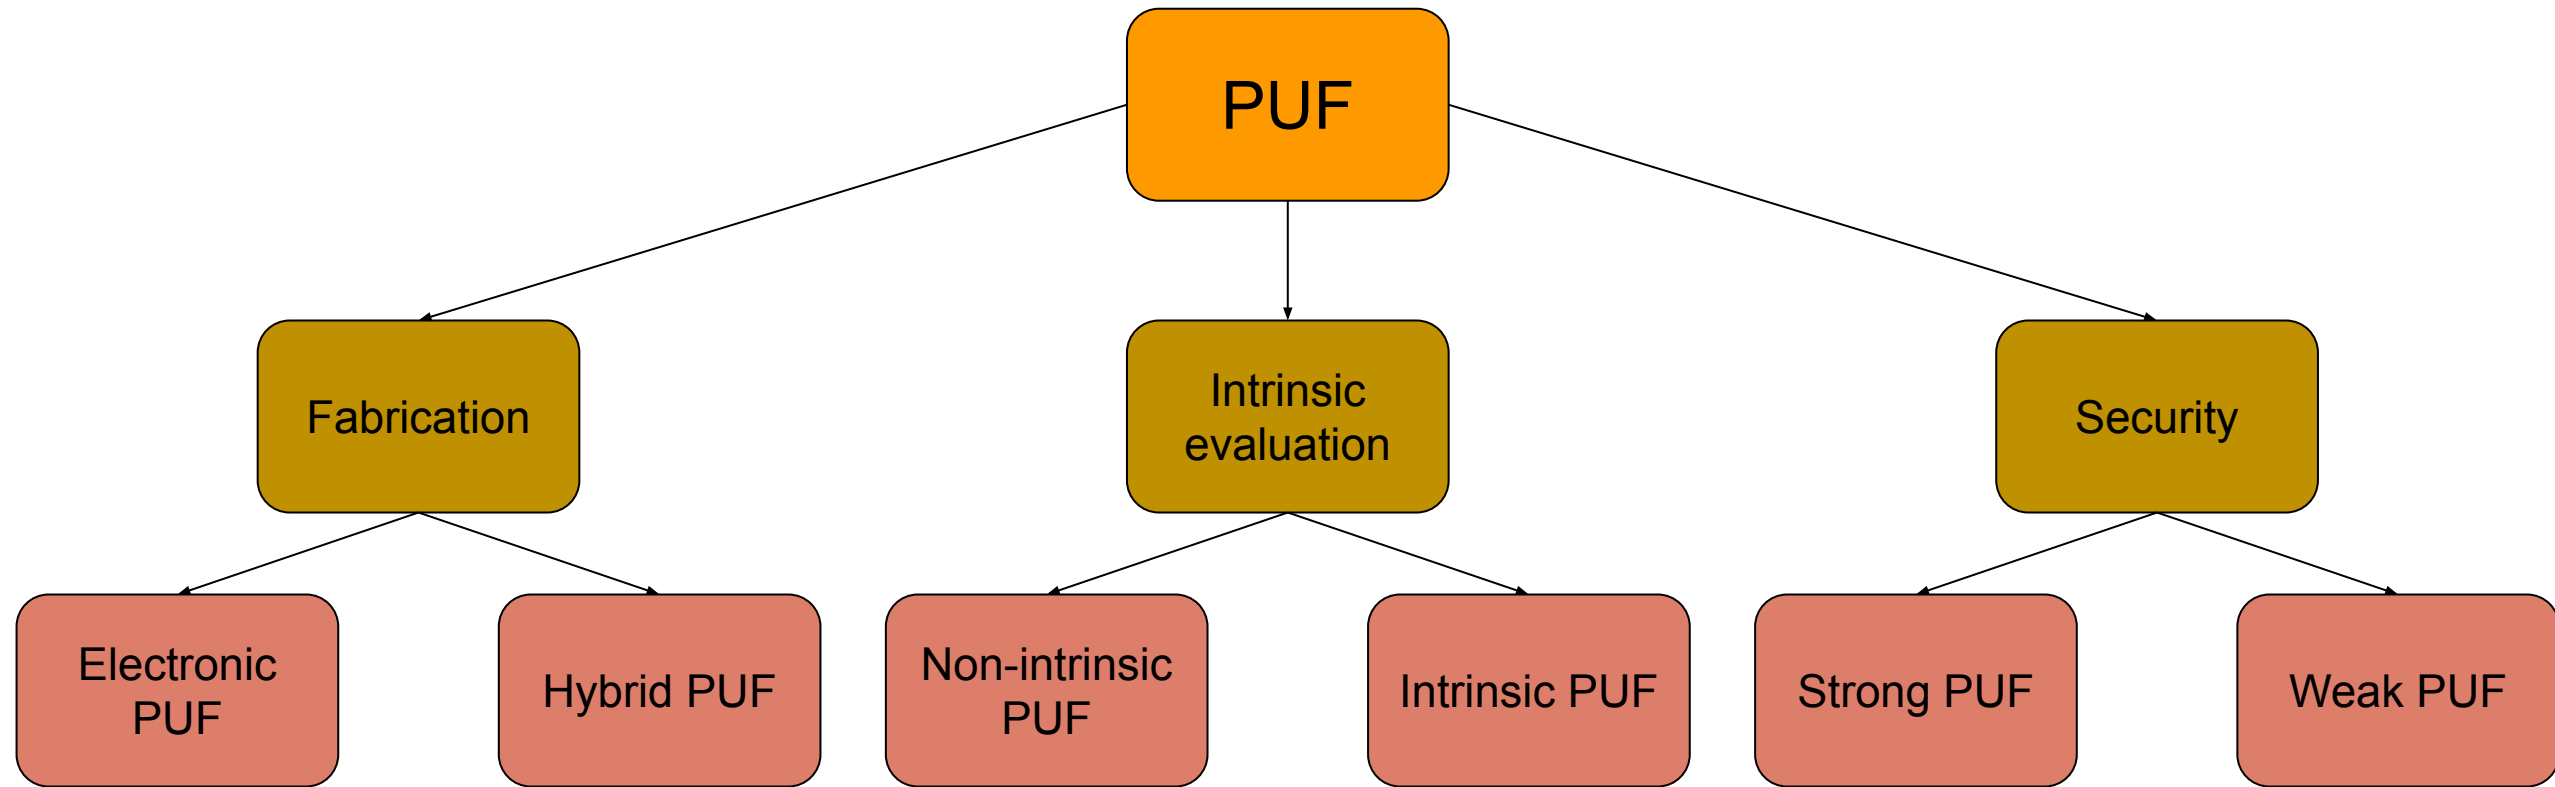 PUF
Fabrication
Intrinsic
evaluation
Security
Electronic
PUF
Hybrid PUF
Non-intrinsic
PUF
Intrinsic PUF
Strong PUF
Weak PUF